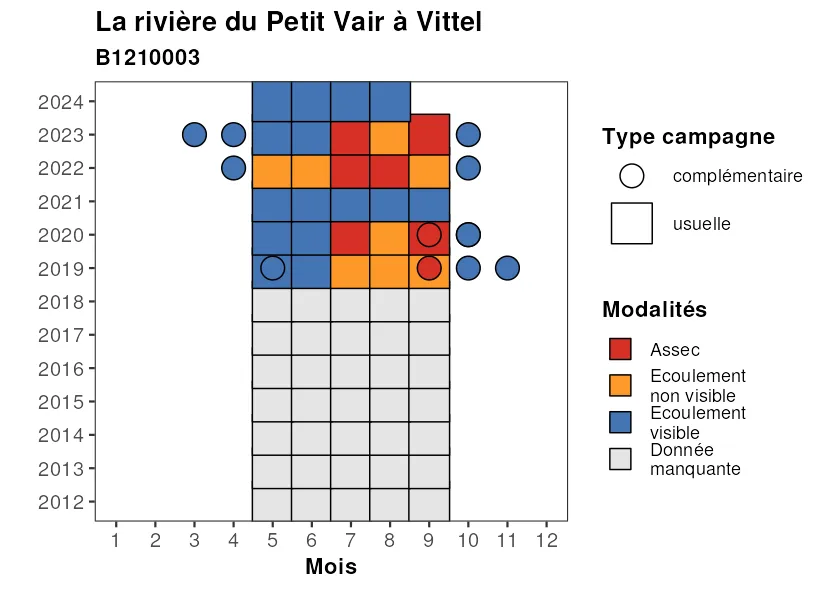 La rivière du Petit Vair à Vittel
B1210003
2024
2023
2022
2021
2020
2019
2018
2017
2016
2015
2014
2013
2012
1 2 3 4 5 6 7 8 9 10 11 12
Mois
Type campagne
complémentaire
usuelle
Modalités
Assec
Ecoulement
non visible
Ecoulement
visible
Donnée
manquante